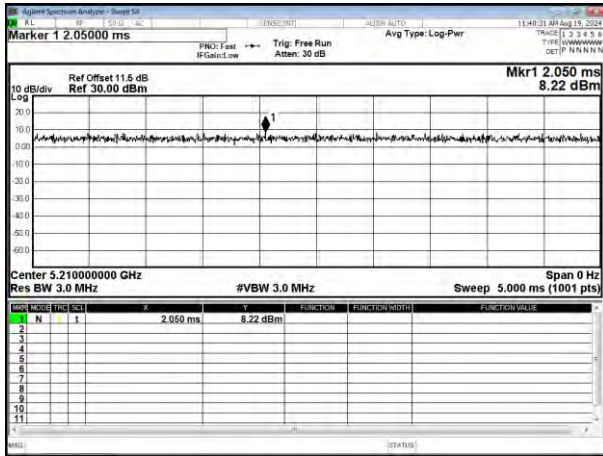 Agilent Spectrum Analyzer - Swept SA
RL RF 50 Ω AC SENSE:INT ALIGN AUTO 11:40:31 AM Aug 19, 2024
Marker 1 2.05000 ms
PNO: Fast Trig: Free Run Avg Type: Log-Pwr TRACE 1 2 3 4 5 6
IFGain:Low Atten: 30 dB TYPE WWWWWW
DET P N N N N N
Ref Offset 11.5 dB Mkr1 2.050 ms
10 dB/div Ref 30.00 dBm 8.22 dBm
Log
20.0
10.0
1
0.00
-10.0
-20.0
-30.0
-40.0
-50.0
-60.0
Center 5.210000000 GHz Span 0 Hz
Res BW 3.0 MHz #VBW 3.0 MHz Sweep 5.000 ms (1001 pts)
MKR MODE TRC SCL X Y FUNCTION FUNCTION WIDTH FUNCTION VALUE
1 N 1 t 2.050 ms 8.22 dBm
2
3
4
5
6
7
8
9
10
11
MSG STATUS